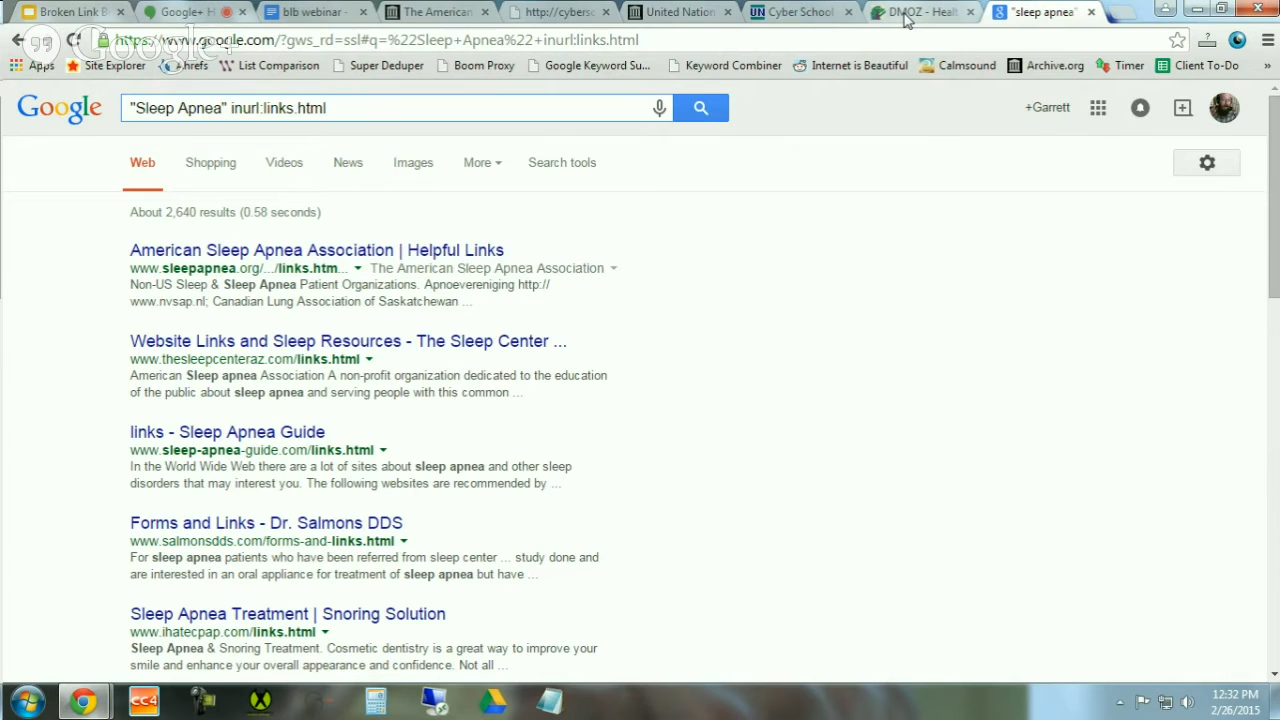 Broken Link B
Google+ H
blb webinar -
The American
http://cybersc
United Nation
Cyber School
DMOZ - Healt
"sleep apnea"
https://www.google.com/?gws_rd=ssl#q=%22Sleep+Apnea%22+inurl:links.html
Google+
Apps
Site Explorer
Ahrefs
List Comparison
Super Deduper
Boom Proxy
Google Keyword Su...
Keyword Combiner
Internet is Beautiful
Calmsound
Archive.org
Timer
Client To-Do
»
Google
"Sleep Apnea" inurl:links.html
+Garrett
Web
Shopping
Videos
News
Images
More
Search tools
About 2,640 results (0.58 seconds)
American Sleep Apnea Association | Helpful Links
www.sleepapnea.org/.../links.htm... The American Sleep Apnea Association
Non-US Sleep & Sleep Apnea Patient Organizations. Apnoevereniging http://
www.nvsap.nl; Canadian Lung Association of Saskatchewan ...
Website Links and Sleep Resources - The Sleep Center ...
www.thesleepcenteraz.com/links.html
American Sleep apnea Association A non-profit organization dedicated to the education
of the public about sleep apnea and serving people with this common ...
links - Sleep Apnea Guide
www.sleep-apnea-guide.com/links.html
In the World Wide Web there are a lot of sites about sleep apnea and other sleep
disorders that may interest you. The following websites are recommended by ...
Forms and Links - Dr. Salmons DDS
www.salmonsdds.com/forms-and-links.html
For sleep apnea patients who have been referred from sleep center ... study done and
are interested in an oral appliance for treatment of sleep apnea but have ...
Sleep Apnea Treatment | Snoring Solution
www.ihatecpap.com/links.html
Sleep Apnea & Snoring Treatment. Cosmetic dentistry is a great way to improve your
smile and enhance your overall appearance and confidence. Not all ...
CC4
12:32 PM
2/26/2015